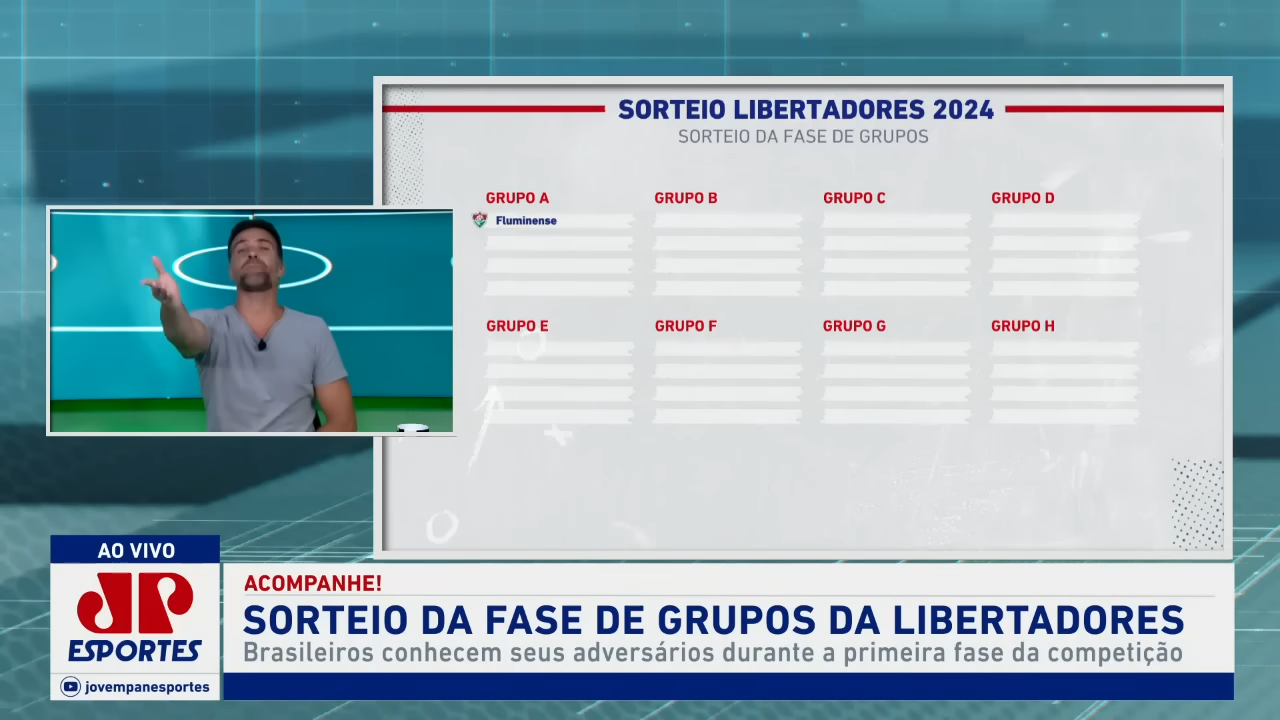 SORTEIO LIBERTADORES 2024
SORTEIO DA FASE DE GRUPOS
GRUPO A
Fluminense
GRUPO B
GRUPO C
GRUPO D
GRUPO E
GRUPO F
GRUPO G
GRUPO H
AO VIVO
JP
ESPORTES
jovempanesportes
ACOMPANHE!
SORTEIO DA FASE DE GRUPOS DA LIBERTADORES
Brasileiros conhecem seus adversários durante a primeira fase da competição